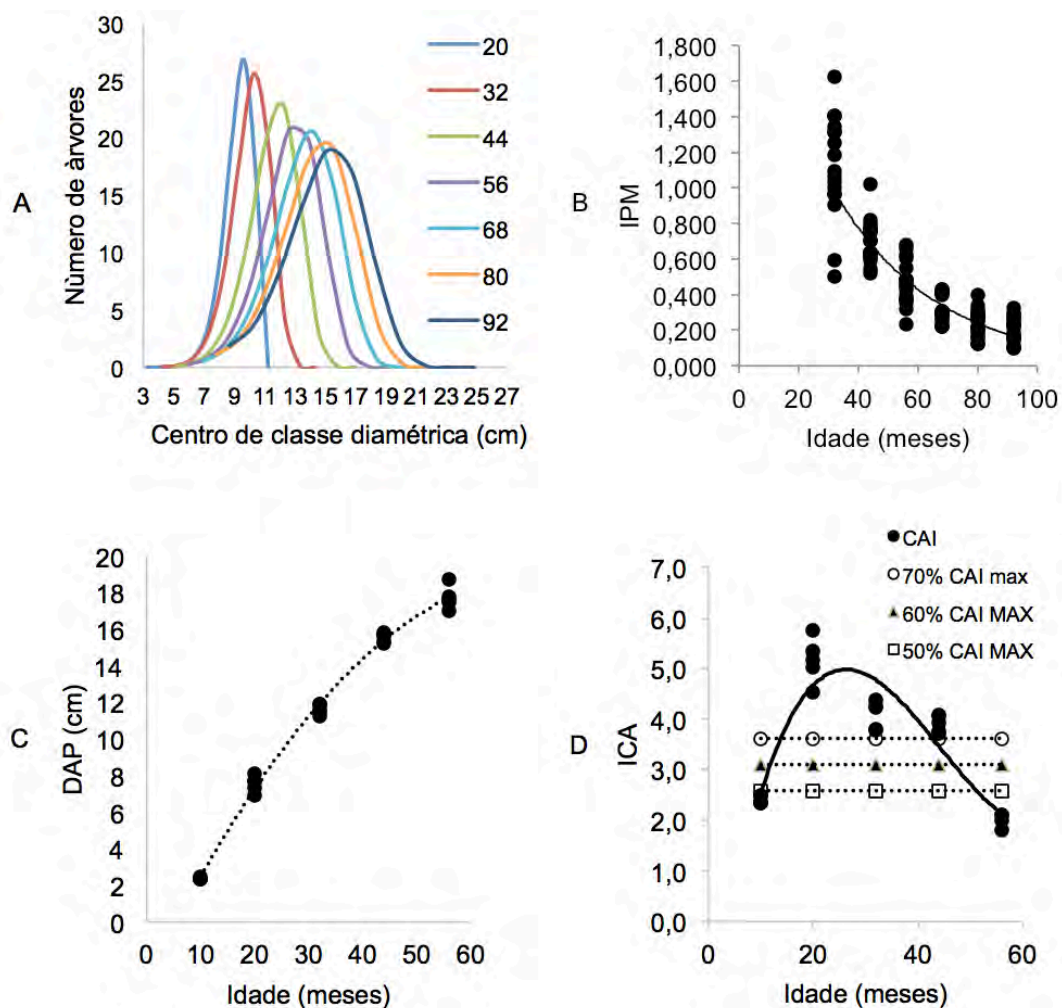 A
Nùmero de àrvores
30
25
20
15
10
5
0
3 5 7 9 11 13 15 17 19 21 23 25 27
Centro de classe diamétrica (cm)
20
32
44
56
68
80
92
B
IPM
1,800
1,600
1,400
1,200
1,000
0,800
0,600
0,400
0,200
0,000
0 20 40 60 80 100
Idade (meses)
C
DAP (cm)
20
18
16
14
12
10
8
6
4
2
0
0 10 20 30 40 50 60
Idade (meses)
D
ICA
7,0
6,0
5,0
4,0
3,0
2,0
1,0
0,0
0 20 40 60
Idade (meses)
CAI
70% CAI max
60% CAI MAX
50% CAI MAX